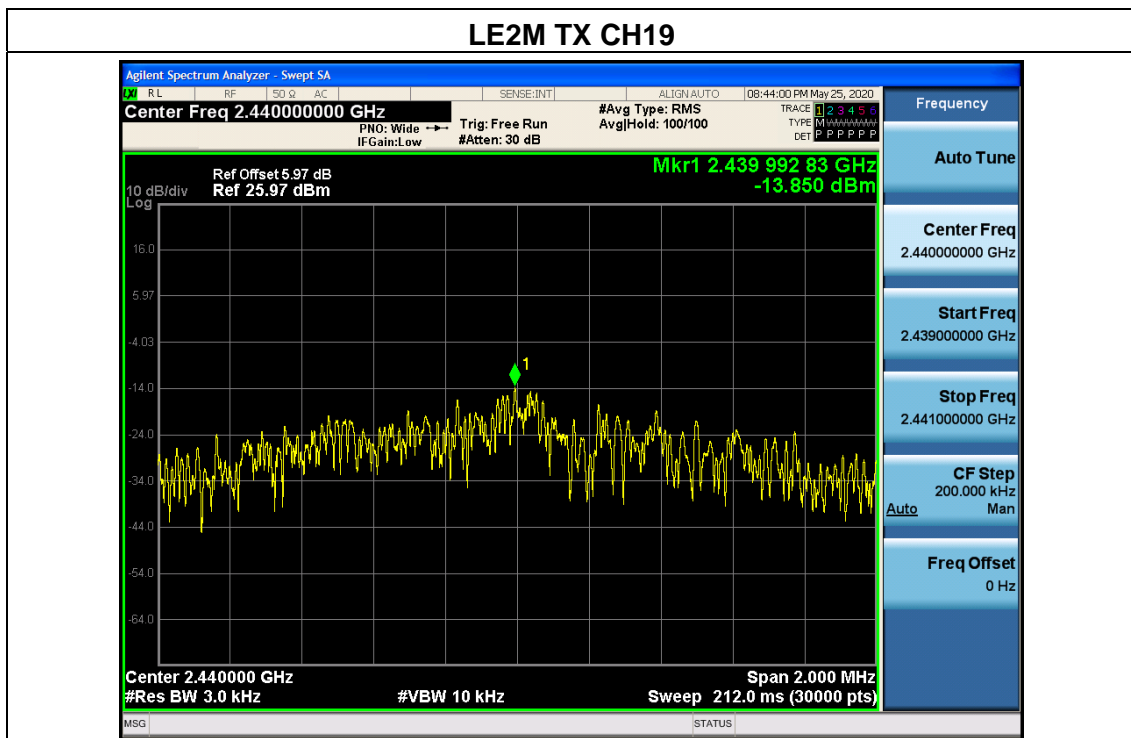 LE2M TX CH19
Agilent Spectrum Analyzer - Swept SA
LXI RL RF 50 Ω AC SENSE:INT ALIGN AUTO 08:44:00 PM May 25, 2020
Center Freq 2.440000000 GHz
PNO: Wide
IFGain:Low
Trig: Free Run
#Atten: 30 dB
#Avg Type: RMS
Avg|Hold: 100/100
TRACE 1 2 3 4 5 6
TYPE M W W W W W
DET P P P P P P
Mkr1 2.439 992 83 GHz
-13.850 dBm
Ref Offset 5.97 dB
10 dB/div Ref 25.97 dBm
Log
16.0
5.97
-4.03
-14.0
-24.0
-34.0
-44.0
-54.0
-64.0
1
Center 2.440000 GHz Span 2.000 MHz
#Res BW 3.0 kHz #VBW 10 kHz Sweep 212.0 ms (30000 pts)
MSG STATUS
Frequency
Auto Tune
Center Freq
2.440000000 GHz
Start Freq
2.439000000 GHz
Stop Freq
2.441000000 GHz
CF Step
200.000 kHz
Auto Man
Freq Offset
0 Hz